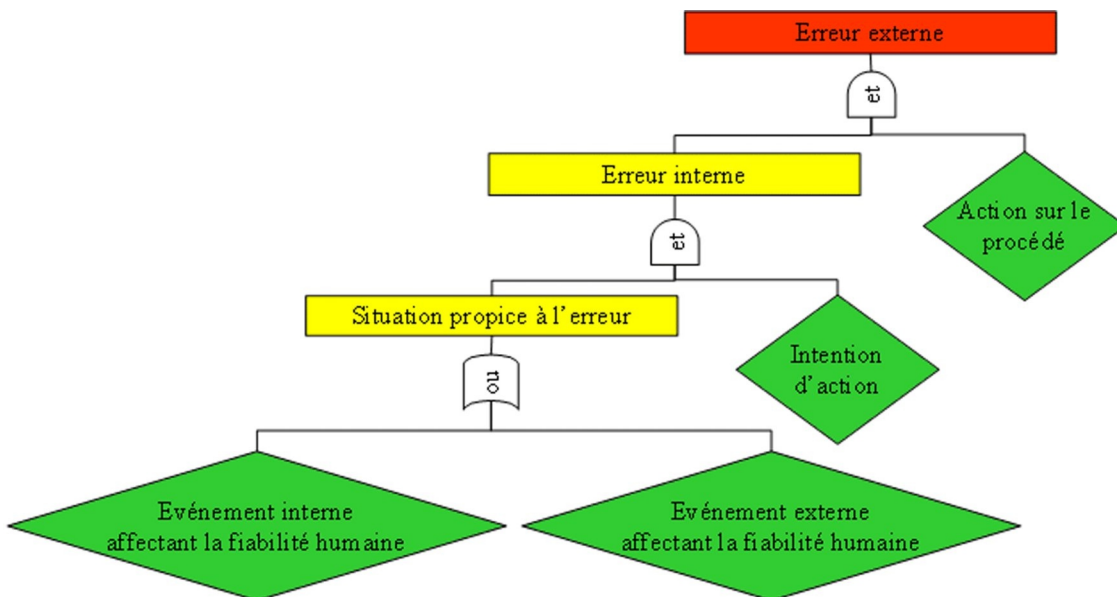 Erreur externe
et
Erreur interne
Action sur le
procédé
et
Situation propice à l'erreur
Intention
d'action
ou
Evénement interne
affectant la fiabilité humaine
Evénement externe
affectant la fiabilité humaine